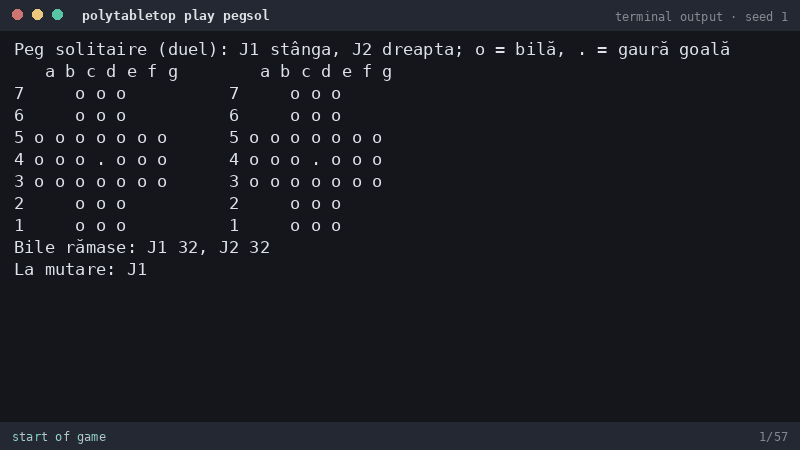 polytabletop play pegsol
terminal output · seed 1
Peg solitaire (duel): J1 stânga, J2 dreapta; o = bilă, . = gaură goală
   a b c d e f g        a b c d e f g
7     o o o          7     o o o
6     o o o          6     o o o
5 o o o o o o o      5 o o o o o o o
4 o o o . o o o      4 o o o . o o o
3 o o o o o o o      3 o o o o o o o
2     o o o          2     o o o
1     o o o          1     o o o
Bile rămase: J1 32, J2 32
La mutare: J1
start of game
1/57